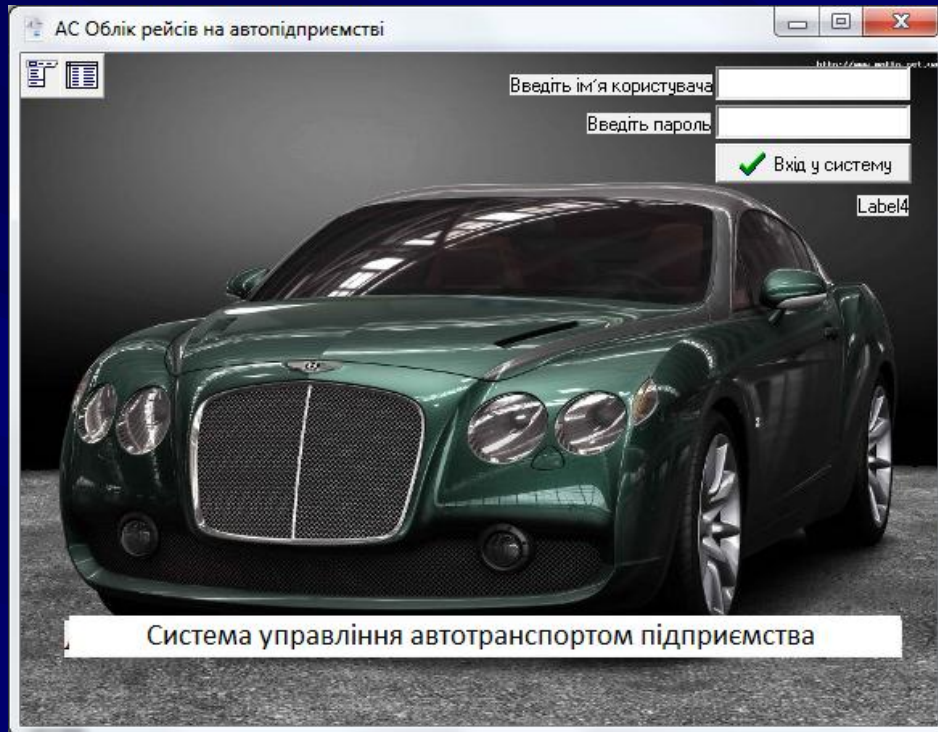 АС Облік рейсів на автопідприємстві
Введіть ім'я користувача
Введіть пароль
Вхід у систему
Label4
Система управління автотранспортом підприємства